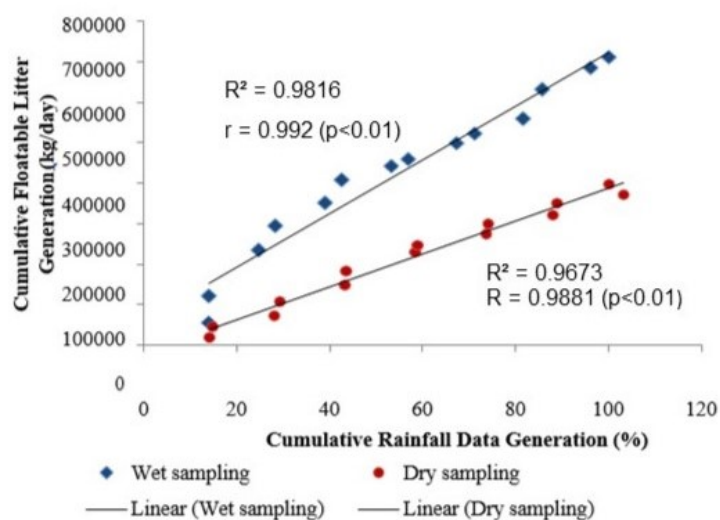 800000
700000
600000
500000
400000
300000
200000
100000
0
Cumulative Floatable Litter
Generation (kg/day)
R² = 0.9816
r = 0.992 (p<0.01)
R² = 0.9673
R = 0.9881 (p<0.01)
0 20 40 60 80 100 120
Cumulative Rainfall Data Generation (%)
Wet sampling Dry sampling
Linear (Wet sampling) Linear (Dry sampling)